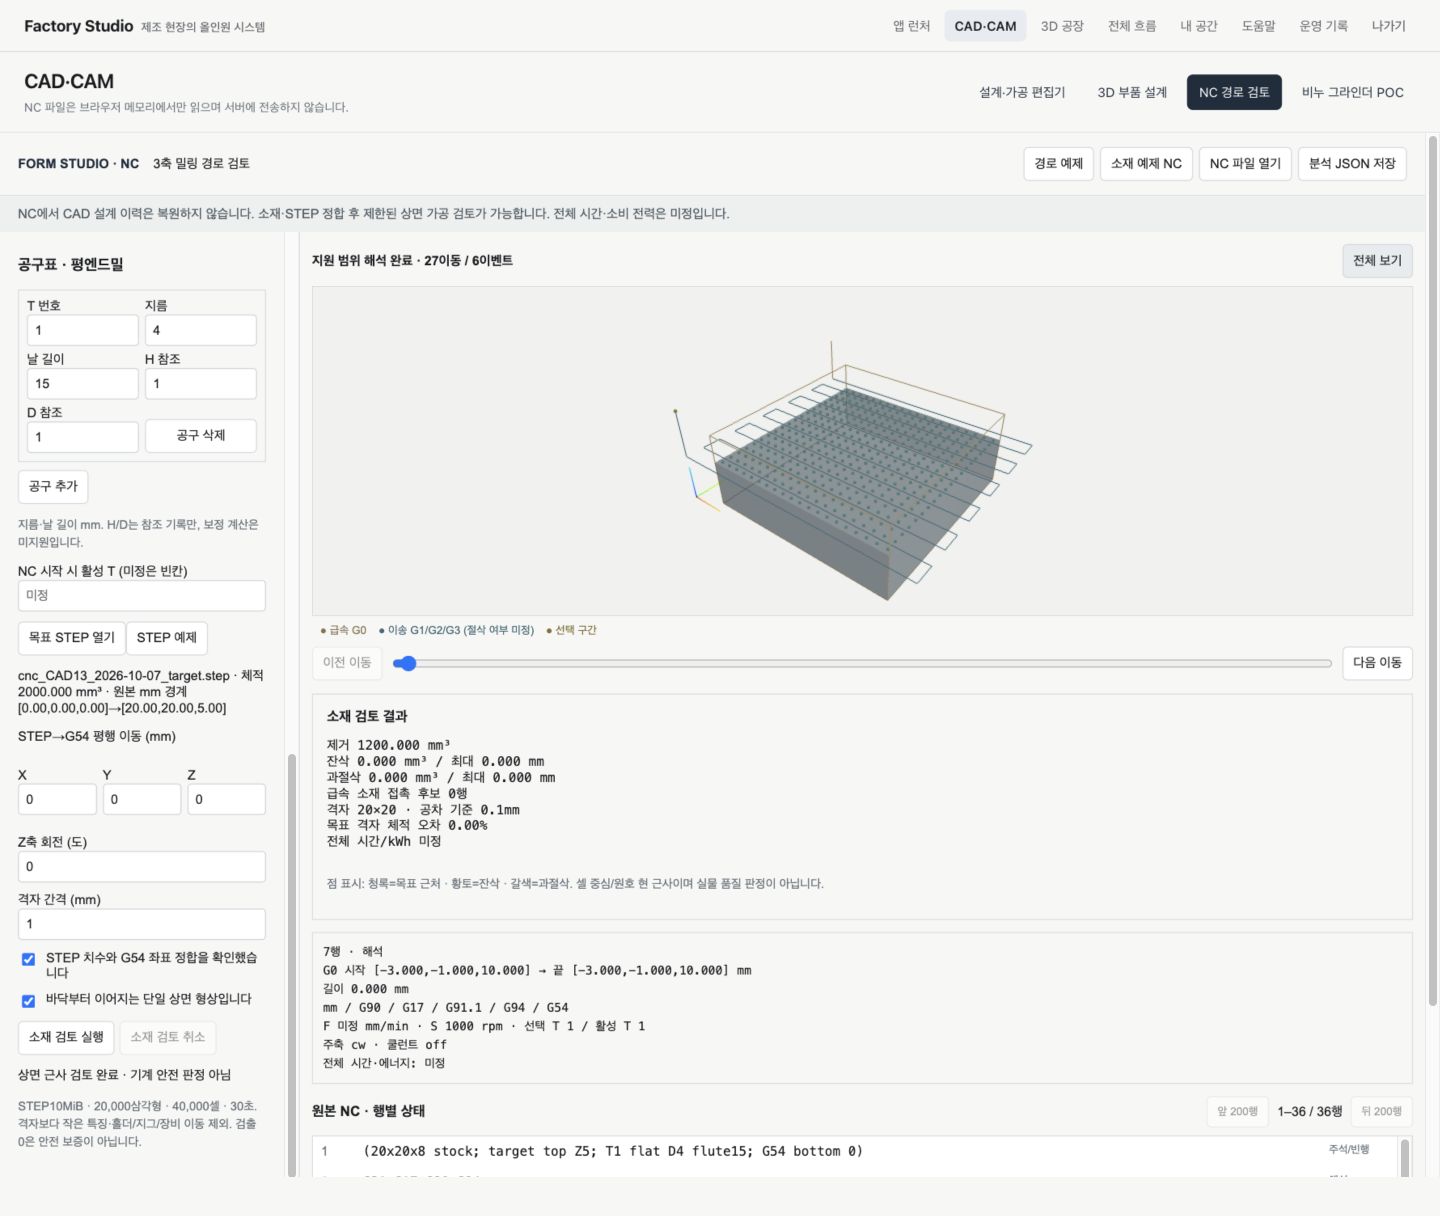 Factory Studio 제조 현장의 올인원 시스템
앱 런처 CAD·CAM 3D 공장 전체 흐름 내 공간 도움말 운영 기록 나가기
CAD·CAM
NC 파일은 브라우저 메모리에서만 읽으며 서버에 전송하지 않습니다.
설계·가공 편집기 3D 부품 설계 NC 경로 검토 비누 그라인더 POC
FORM STUDIO · NC 3축 밀링 경로 검토
경로 예제 소재 예제 NC NC 파일 열기 분석 JSON 저장
NC에서 CAD 설계 이력은 복원하지 않습니다. 소재·STEP 정합 후 제한된 상면 가공 검토가 가능합니다. 전체 시간·소비 전력은 미정입니다.
공구표 · 평엔드밀
T 번호 지름
1 4
날 길이 H 참조
15 1
D 참조
1 공구 삭제
공구 추가
지름·날 길이 mm. H/D는 참조 기록만, 보정 계산은
미지원입니다.
NC 시작 시 활성 T (미정은 빈칸)
미정
목표 STEP 열기 STEP 예제
cnc_CAD13_2026-10-07_target.step · 체적
2000.000 mm³ · 원본 mm 경계
[0.00,0.00,0.00]→[20.00,20.00,5.00]
STEP→G54 평행 이동 (mm)
X Y Z
0 0 0
Z축 회전 (도)
0
격자 간격 (mm)
1
STEP 치수와 G54 좌표 정합을 확인했습
니다
바닥부터 이어지는 단일 상면 형상입니다
소재 검토 실행 소재 검토 취소
상면 근사 검토 완료 · 기계 안전 판정 아님
STEP10MiB · 20,000삼각형 · 40,000셀 · 30초.
격자보다 작은 특징·홀더/지그/장비 이동 제외. 검출
0은 안전 보증이 아닙니다.
지원 범위 해석 완료 · 27이동 / 6이벤트
전체 보기
● 급속 G0 ● 이송 G1/G2/G3 (절삭 여부 미정) ● 선택 구간
이전 이동 다음 이동
소재 검토 결과
제거 1200.000 mm³
잔삭 0.000 mm³ / 최대 0.000 mm
과절삭 0.000 mm³ / 최대 0.000 mm
급속 소재 접촉 후보 0행
격자 20×20 · 공차 기준 0.1mm
목표 격자 체적 오차 0.00%
전체 시간/kWh 미정
점 표시: 청록=목표 근처 · 황토=잔삭 · 갈색=과절삭. 셀 중심/원호 현 근사이며 실물 품질 판정이 아닙니다.
7행 · 해석
G0 시작 [-3.000,-1.000,10.000] → 끝 [-3.000,-1.000,10.000] mm
길이 0.000 mm
mm / G90 / G17 / G91.1 / G94 / G54
F 미정 mm/min · S 1000 rpm · 선택 T 1 / 활성 T 1
주축 cw · 쿨런트 off
전체 시간·에너지: 미정
원본 NC · 행별 상태
앞 200행 1–36 / 36행 뒤 200행
1 (20x20x8 stock; target top Z5; T1 flat D4 flute15; G54 bottom 0) 주석/빈행